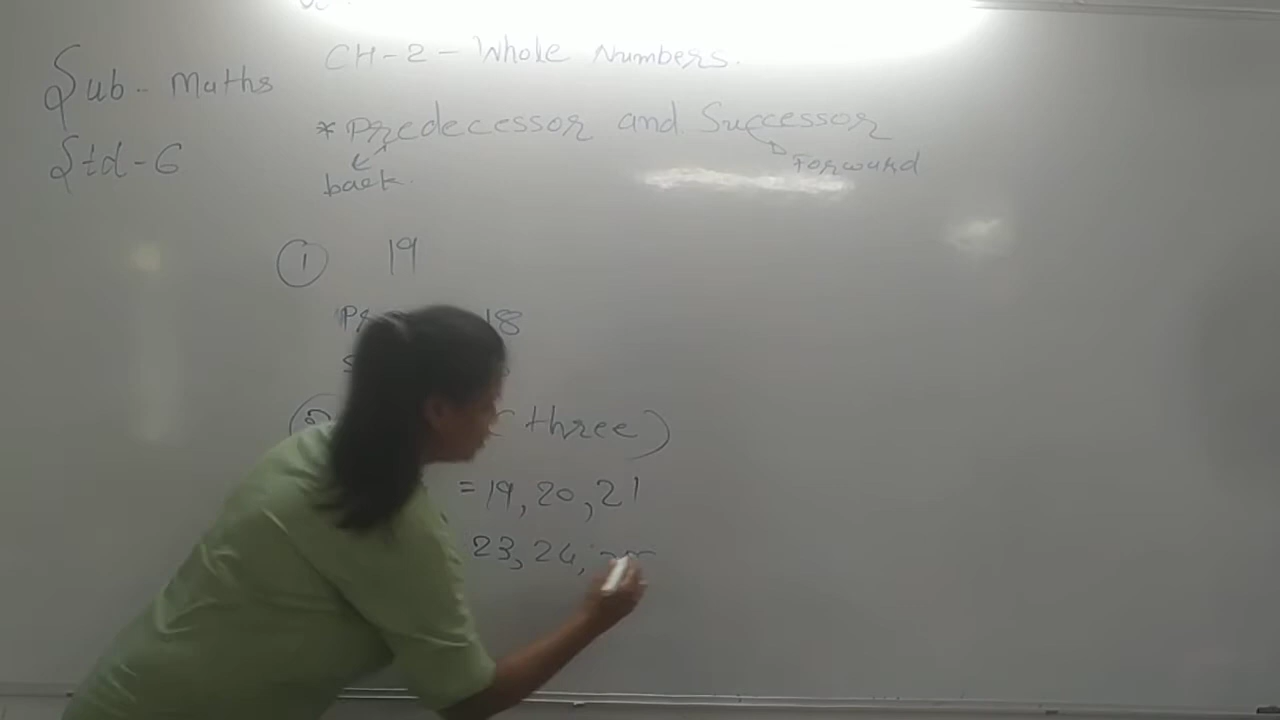 Sub - Maths
Std - 6
CH-2 - Whole Numbers.
* Predecessor and Successor
back.
Forward
① 19
18
(three)
= 19, 20, 21
23, 24,